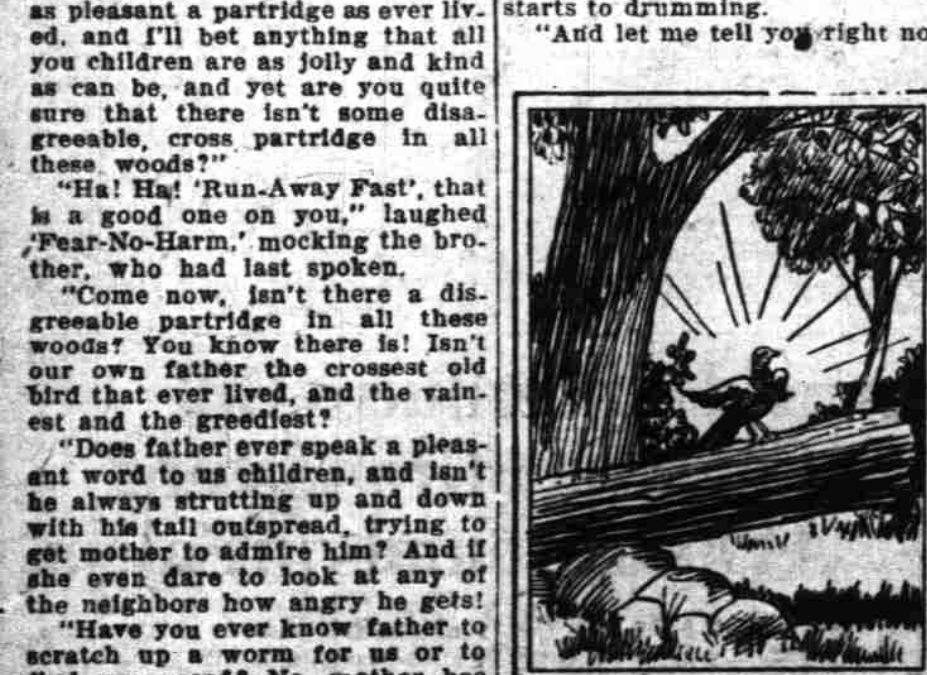 as pleasant a partridge as ever liv-
ed, and I'll bet anything that all
you children are as jolly and kind
as can be, and yet are you quite
sure that there isn't some disa-
greeable, cross partridge in all
these woods?"
"Ha! Ha! 'Run-Away Fast', that
is a good one on you," laughed
'Fear-No-Harm,' mocking the bro-
ther, who had last spoken.
"Come now, isn't there a dis-
greeable partridge in all these
woods? You know there is! Isn't
our own father the crossest old
bird that ever lived, and the vain-
est and the greediest?
"Does father ever speak a pleas-
ant word to us children, and isn't
he always strutting up and down
with his tail outspread, trying to
get mother to admire him? And if
she even dare to look at any of
the neighbors how angry he gets!
"Have you ever know father to
scratch up a worm for us or to
starts to drumming.
"And let me tell you right